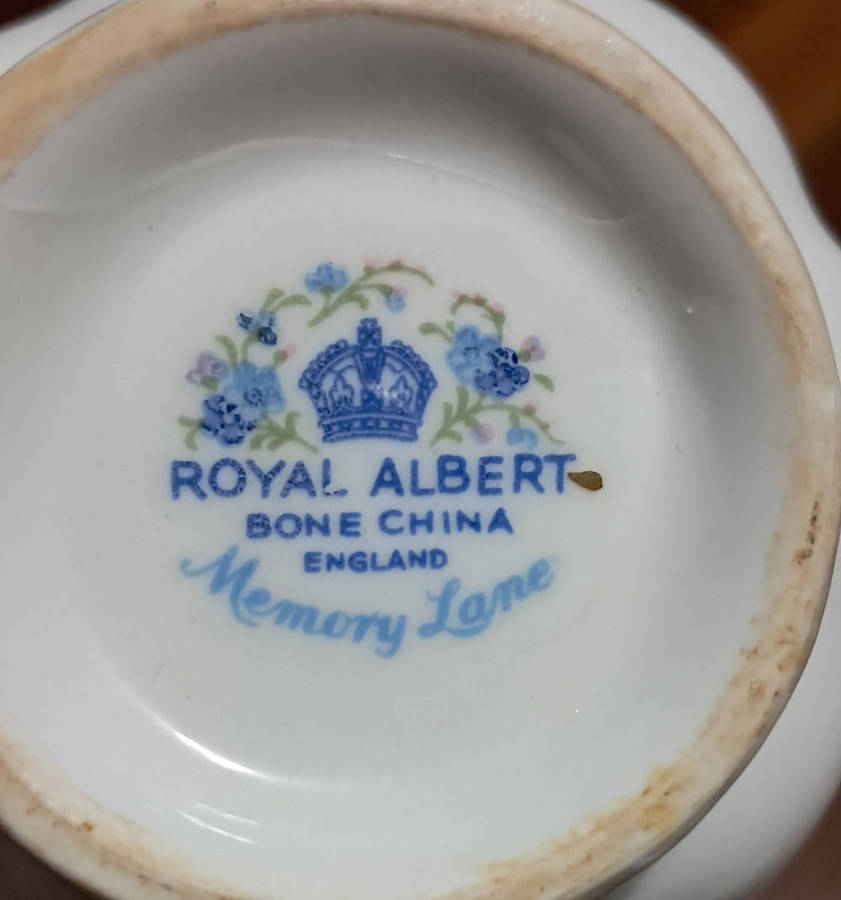 ROYAL ALBERT
BONE CHINA
ENGLAND
Memory Lane